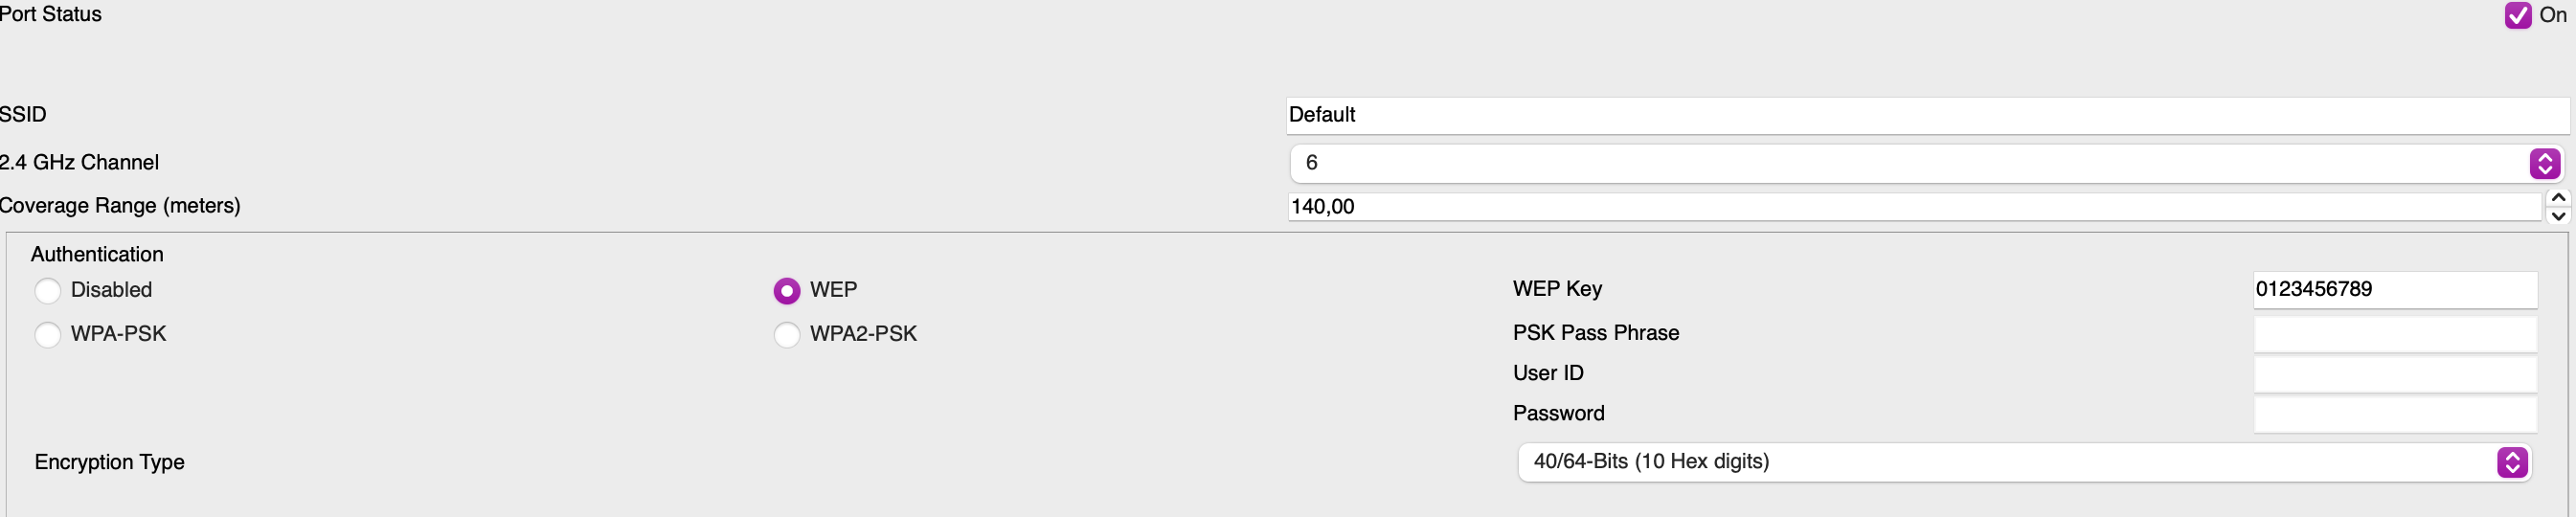 Port Status On
SSID Default
2.4 GHz Channel 6
Coverage Range (meters) 140,00
Authentication
Disabled WEP WEP Key 0123456789
WPA-PSK WPA2-PSK PSK Pass Phrase
User ID
Password
Encryption Type 40/64-Bits (10 Hex digits)